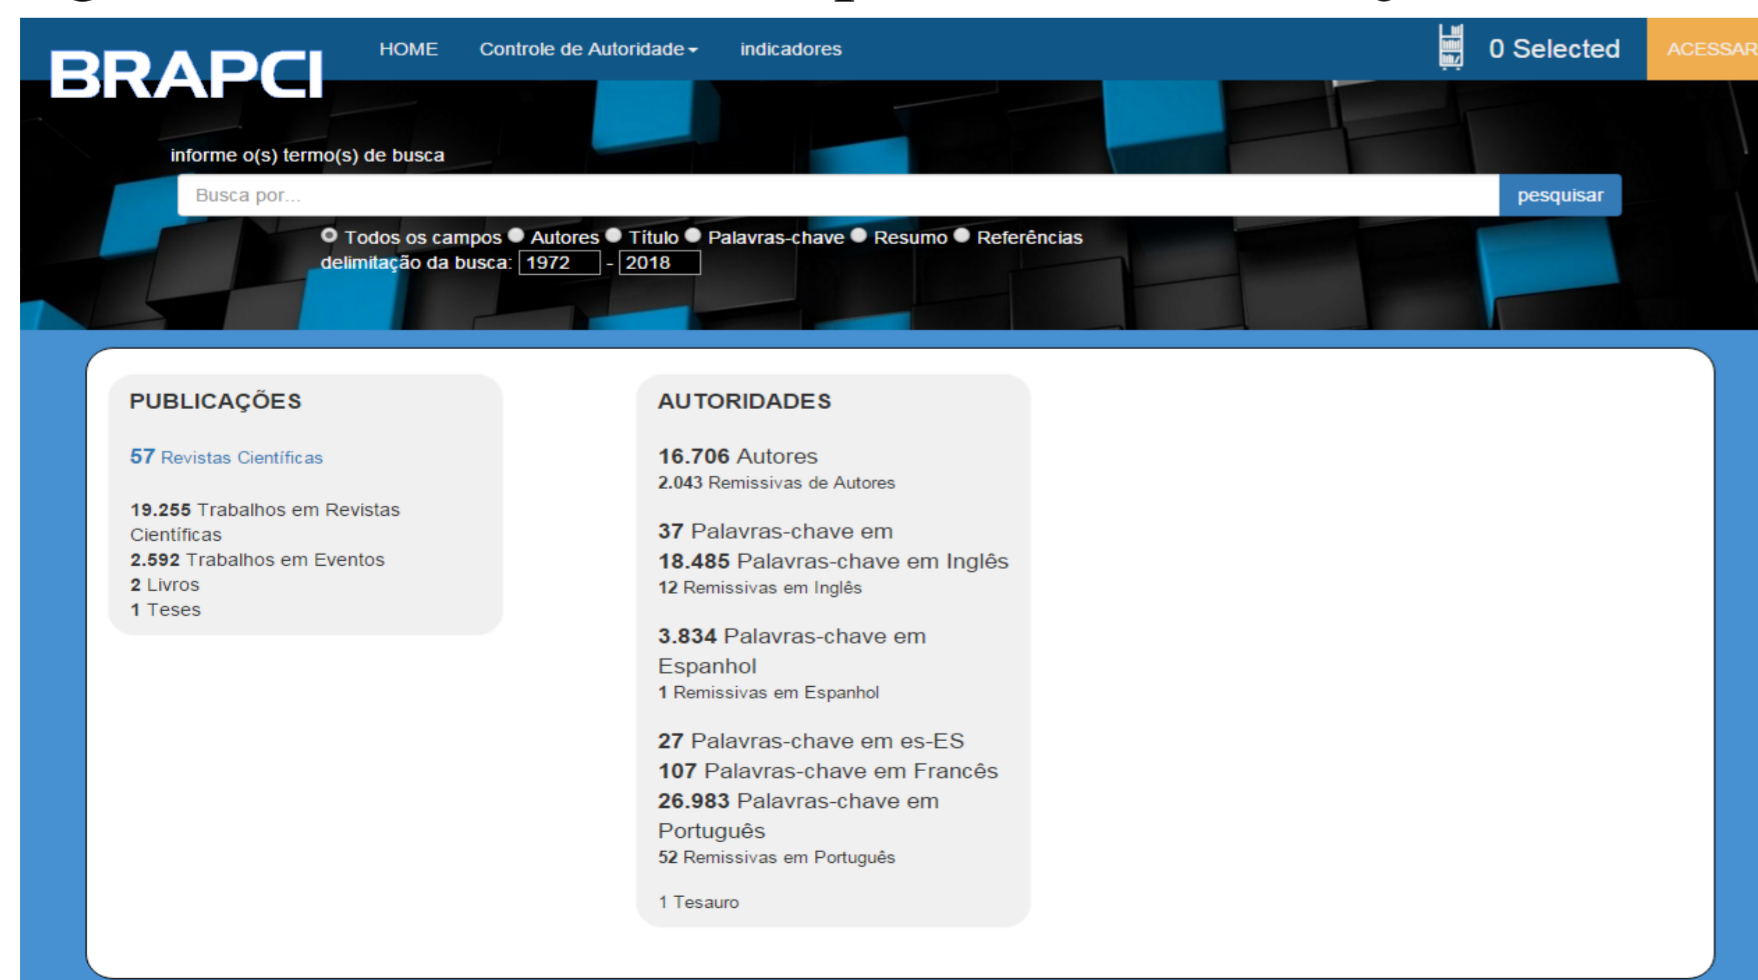 BRAPCI
HOME Controle de Autoridade indicadores 0 Selected ACESSAR
informe o(s) termo(s) de busca
Busca por... pesquisar
Todos os campos Autores Título Palavras-chave Resumo Referências
delimitação da busca: 1972 - 2018
PUBLICAÇÕES
57 Revistas Científicas
19.255 Trabalhos em Revistas
Científicas
2.592 Trabalhos em Eventos
2 Livros
1 Teses
AUTORIDADES
16.706 Autores
2.043 Remissivas de Autores
37 Palavras-chave em
18.485 Palavras-chave em Inglês
12 Remissivas em Inglês
3.834 Palavras-chave em
Espanhol
1 Remissivas em Espanhol
27 Palavras-chave em es-ES
107 Palavras-chave em Francês
26.983 Palavras-chave em
Português
52 Remissivas em Português
1 Tesauro